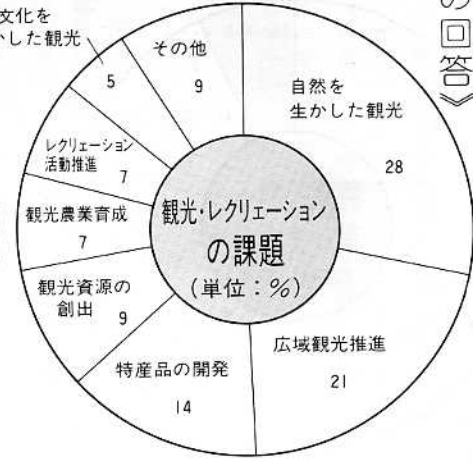 の回答》
観光・レクリェーション
の課題
(単位：%)
自然を
生かした観光
28
広域観光推進
21
特産品の開発
14
観光資源の
創出
9
観光農業育成
7
レクリェーション
活動推進
7
文化を
かした観光
5
その他
9